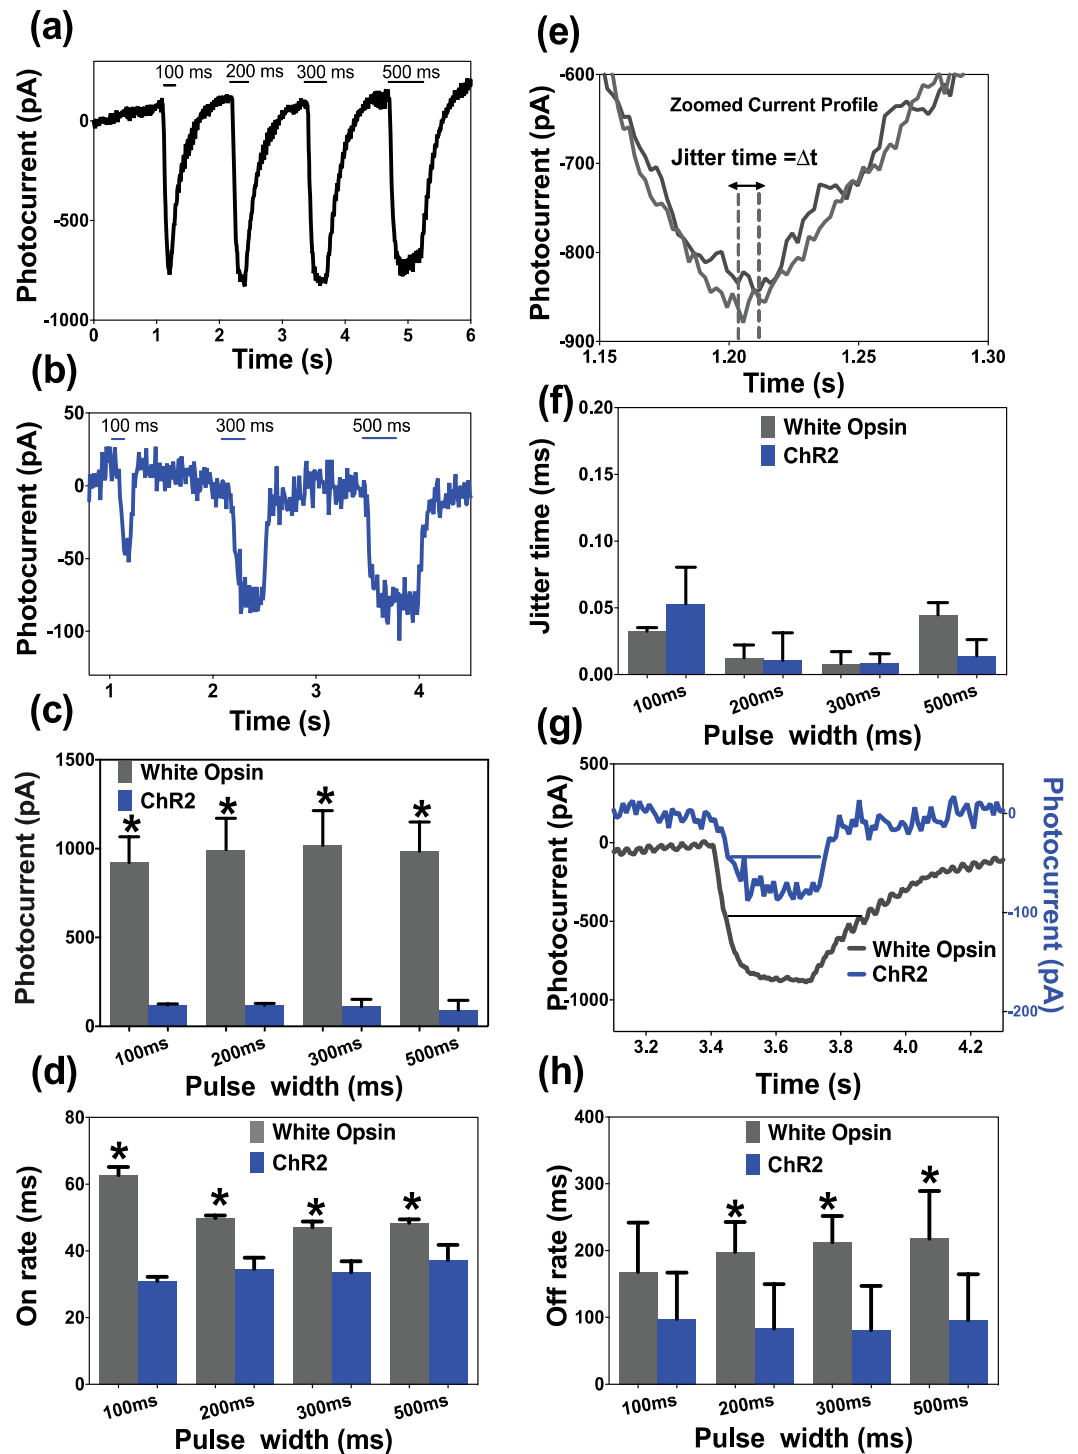 (a)
100 ms
200 ms
300 ms
500 ms
Photocurrent (pA)
0
-500
-1000
0 1 2 3 4 5 6
Time (s)
(b)
50
0
-50
-100
100 ms
300 ms
500 ms
Photocurrent (pA)
1 2 3 4
Time (s)
(c)
1500
1000
500
0
White Opsin
ChR2
* * * *
Photocurrent (pA)
100ms 200ms 300ms 500ms
Pulse width (ms)
(d)
80
60
40
20
0
White Opsin
ChR2
* * * *
On rate (ms)
100ms 200ms 300ms 500ms
Pulse width (ms)
(e)
-600
-700
-800
-900
Zoomed Current Profile
Jitter time =Δt
Photocurrent (pA)
1.15 1.20 1.25 1.30
Time (s)
(f)
0.20
0.15
0.10
0.05
0.00
White Opsin
ChR2
Jitter time (ms)
100ms 200ms 300ms 500ms
Pulse width (ms)
(g)
500
0
-500
-1000
Photocurrent (pA)
0
-100
-200
Photocurrent (pA)
White Opsin
ChR2
3.2 3.4 3.6 3.8 4.0 4.2
Time (s)
(h)
400
300
200
100
0
White Opsin
ChR2
* * *
Off rate (ms)
100ms 200ms 300ms 500ms
Pulse width (ms)